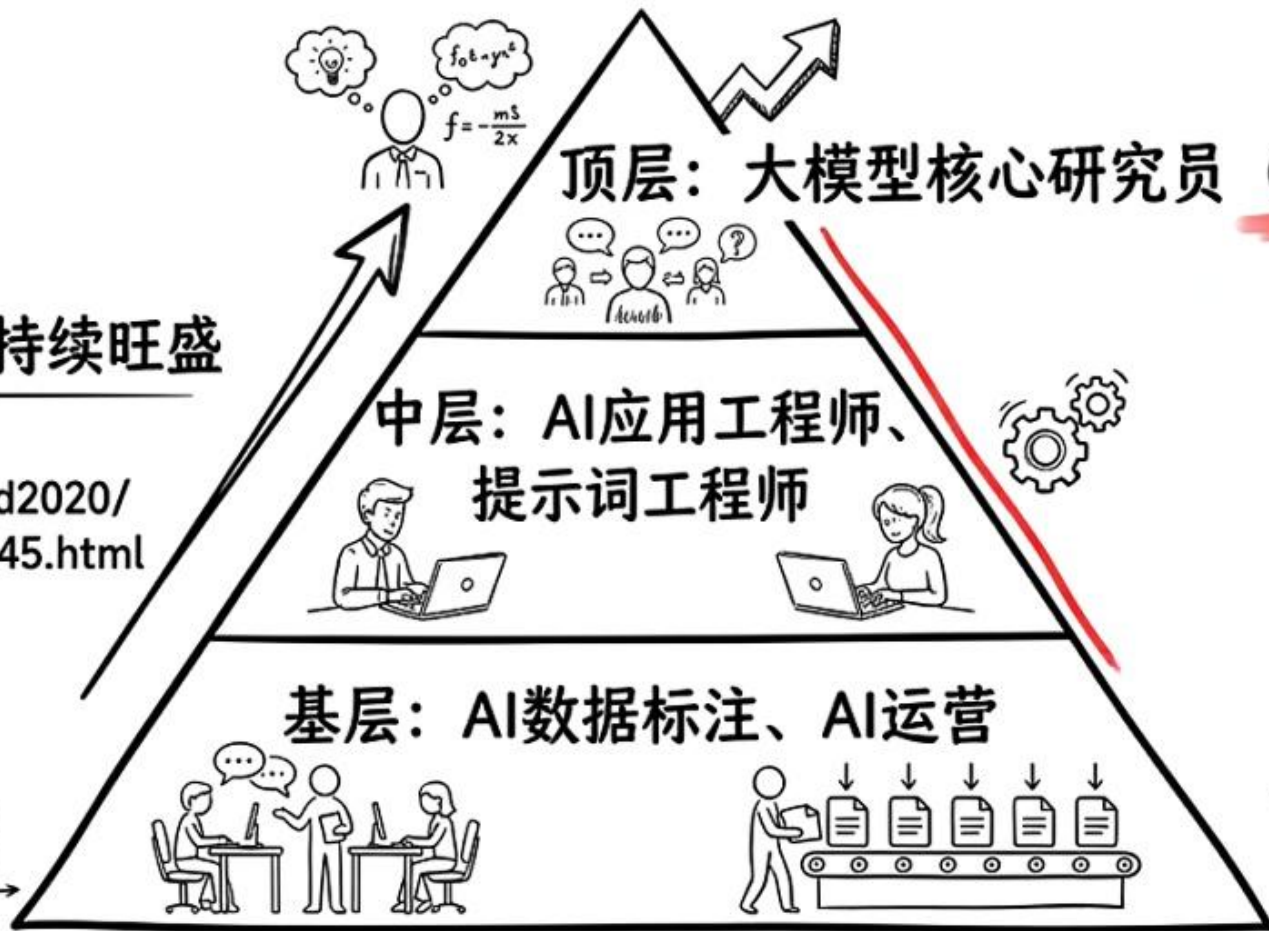 顶层：大模型核心研究员（
持续旺盛
中层：AI应用工程师、
提示词工程师
d2020/
45.html
基层：AI数据标注、AI运营
f=-mS/2x
?